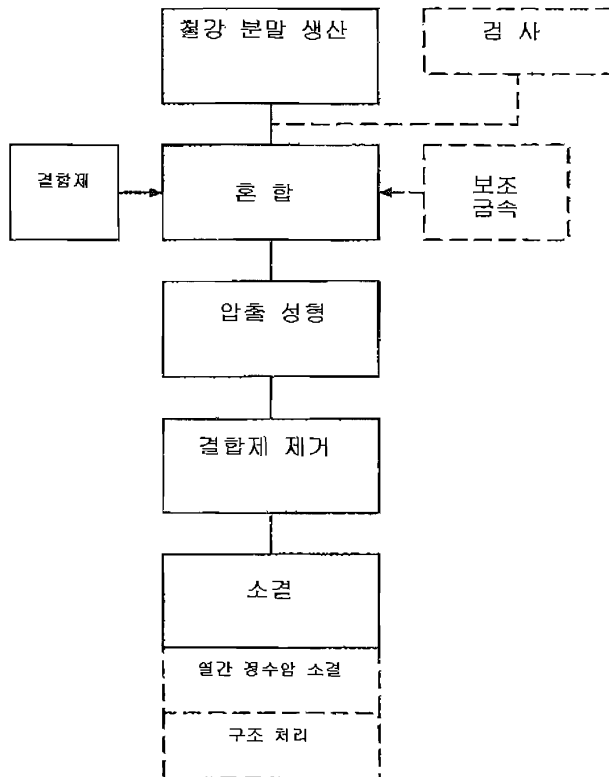 철강 분말 생산
검 사
결합제
혼 합
보조
금속
압출 성형
결합제 제거
소결
열간 정수압 소결
구조 처리